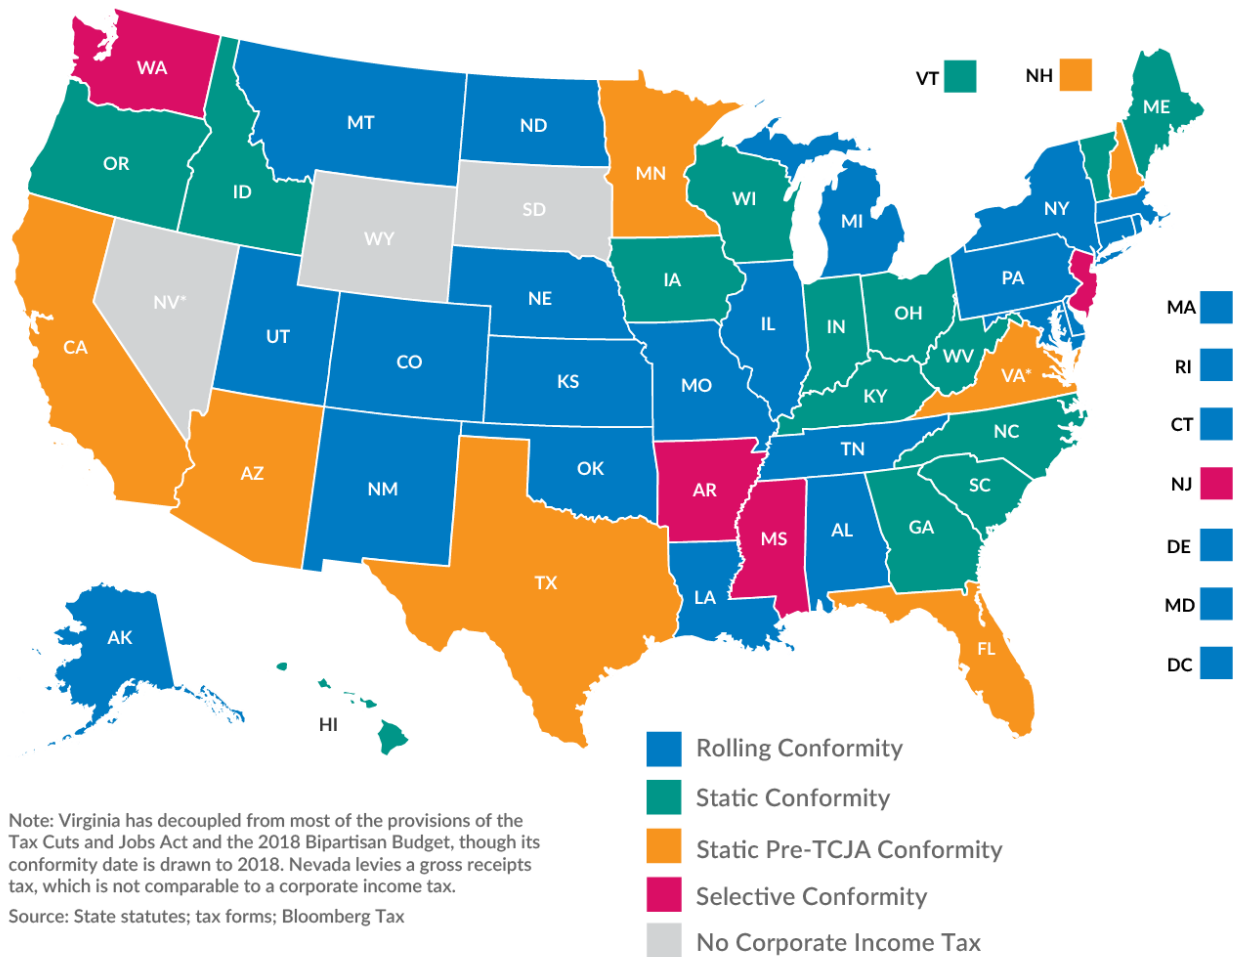 WA
VT
NH
ME
MT
ND
OR
MN
ID
WI
SD
NY
WY
MI
PA
IA
NV*
NE
MA
OH
IL
IN
UT
CA
WV
CO
RI
VA*
KS
MO
KY
CT
NC
TN
AZ
OK
NM
AR
SC
NJ
GA
AL
MS
DE
TX
LA
MD
AK
FL
DC
HI
Rolling Conformity
Static Conformity
Static Pre-TCJA Conformity
Selective Conformity
No Corporate Income Tax
Note: Virginia has decoupled from most of the provisions of the
Tax Cuts and Jobs Act and the 2018 Bipartisan Budget, though its
conformity date is drawn to 2018. Nevada levies a gross receipts
tax, which is not comparable to a corporate income tax.
Source: State statutes; tax forms; Bloomberg Tax